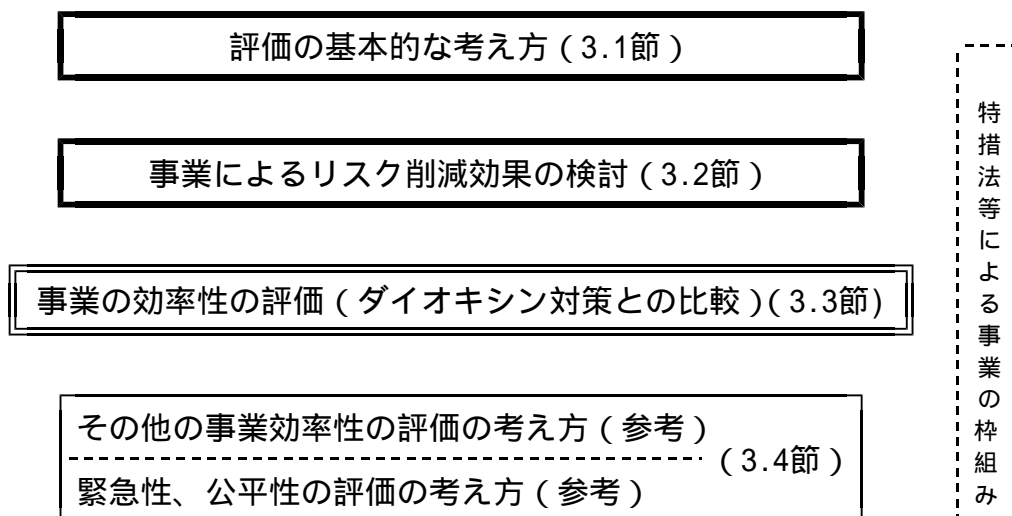 評価の基本的な考え方(3.1節)
事業によるリスク削減効果の検討(3.2節)
事業の効率性の評価(ダイオキシン対策との比較)(3.3節)
その他の事業効率性の評価の考え方(参考)
(3.4節)
緊急性、公平性の評価の考え方(参考)
特措法等による事業の枠組み